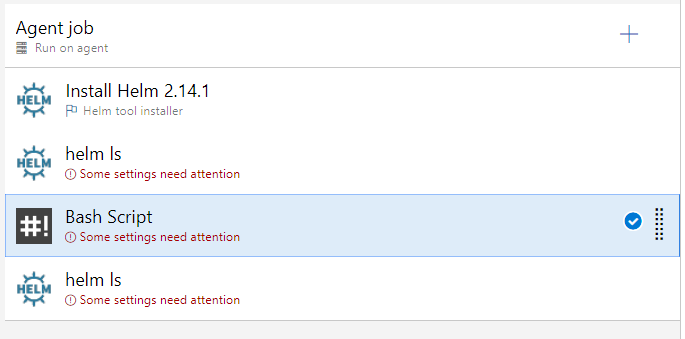 Agent job
Run on agent
HELM
Install Helm 2.14.1
Helm tool installer
HELM
helm ls
Some settings need attention
#!
Bash Script
Some settings need attention
HELM
helm ls
Some settings need attention